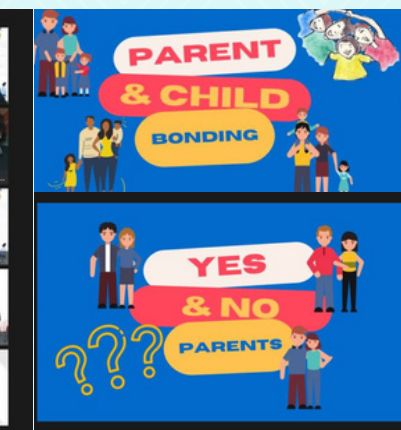 PARENT
& CHILD
BONDING
YES
& NO
PARENTS
???